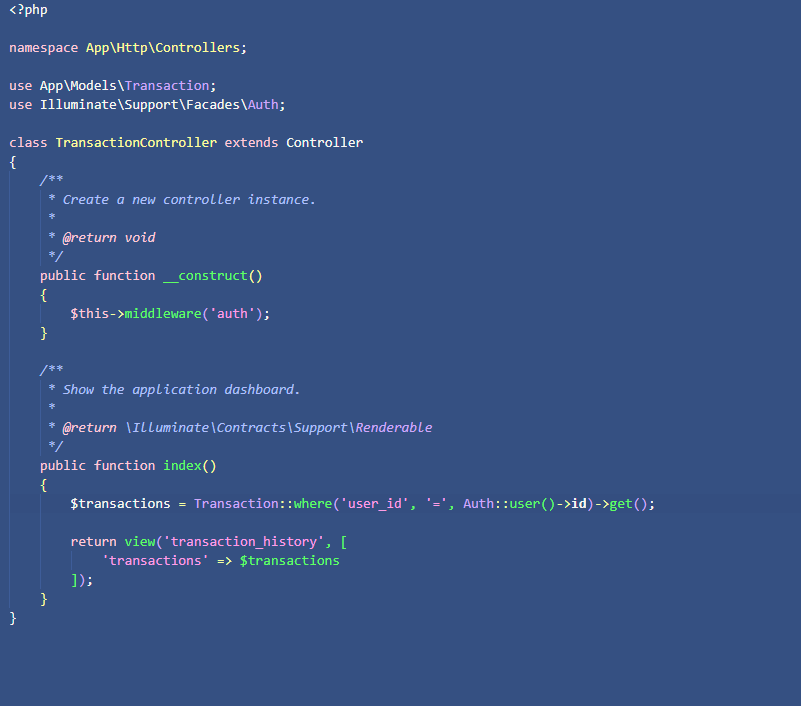 <?php

namespace App\Http\Controllers;

use App\Models\Transaction;
use Illuminate\Support\Facades\Auth;

class TransactionController extends Controller
{
    /**
     * Create a new controller instance.
     *
     * @return void
     */
    public function __construct()
    {
        $this->middleware('auth');
    }

    /**
     * Show the application dashboard.
     *
     * @return \Illuminate\Contracts\Support\Renderable
     */
    public function index()
    {
        $transactions = Transaction::where('user_id', '=', Auth::user()->id)->get();

        return view('transaction_history', [
            'transactions' => $transactions
        ]);
    }
}